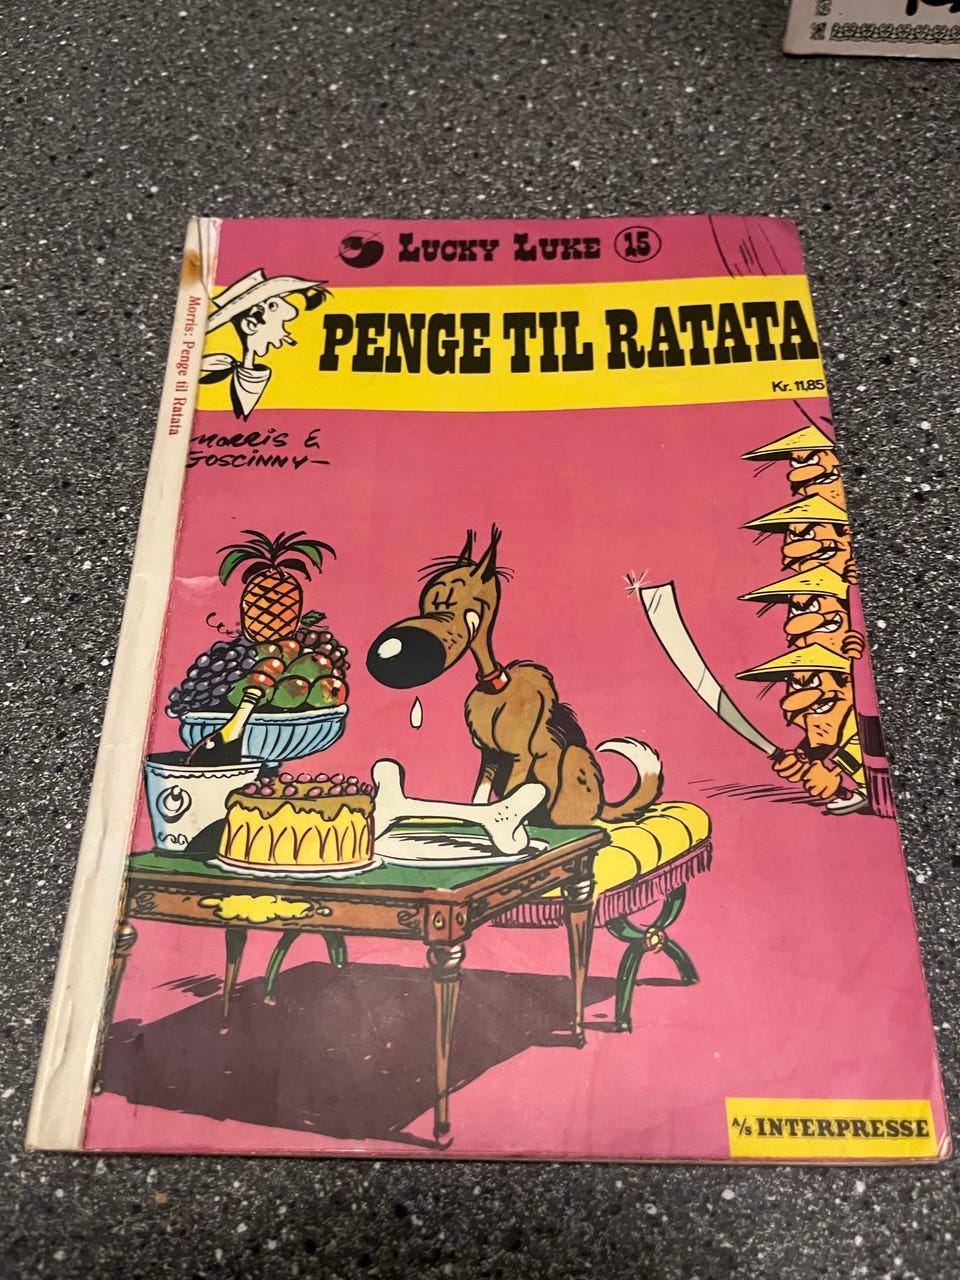 LUCKY LUKE 15
PENGE TIL RATATA
Kr. 11,85
MORRIS &
GOSCINNY
Morris: Penge til Ratata
A/S INTERPRESSE